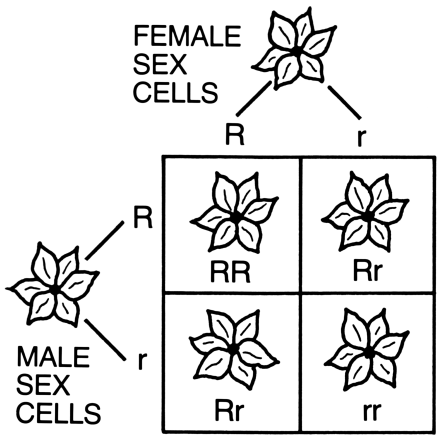 FEMALE
SEX
CELLS
R r
R
RR Rr
MALE
SEX
CELLS
r
Rr rr